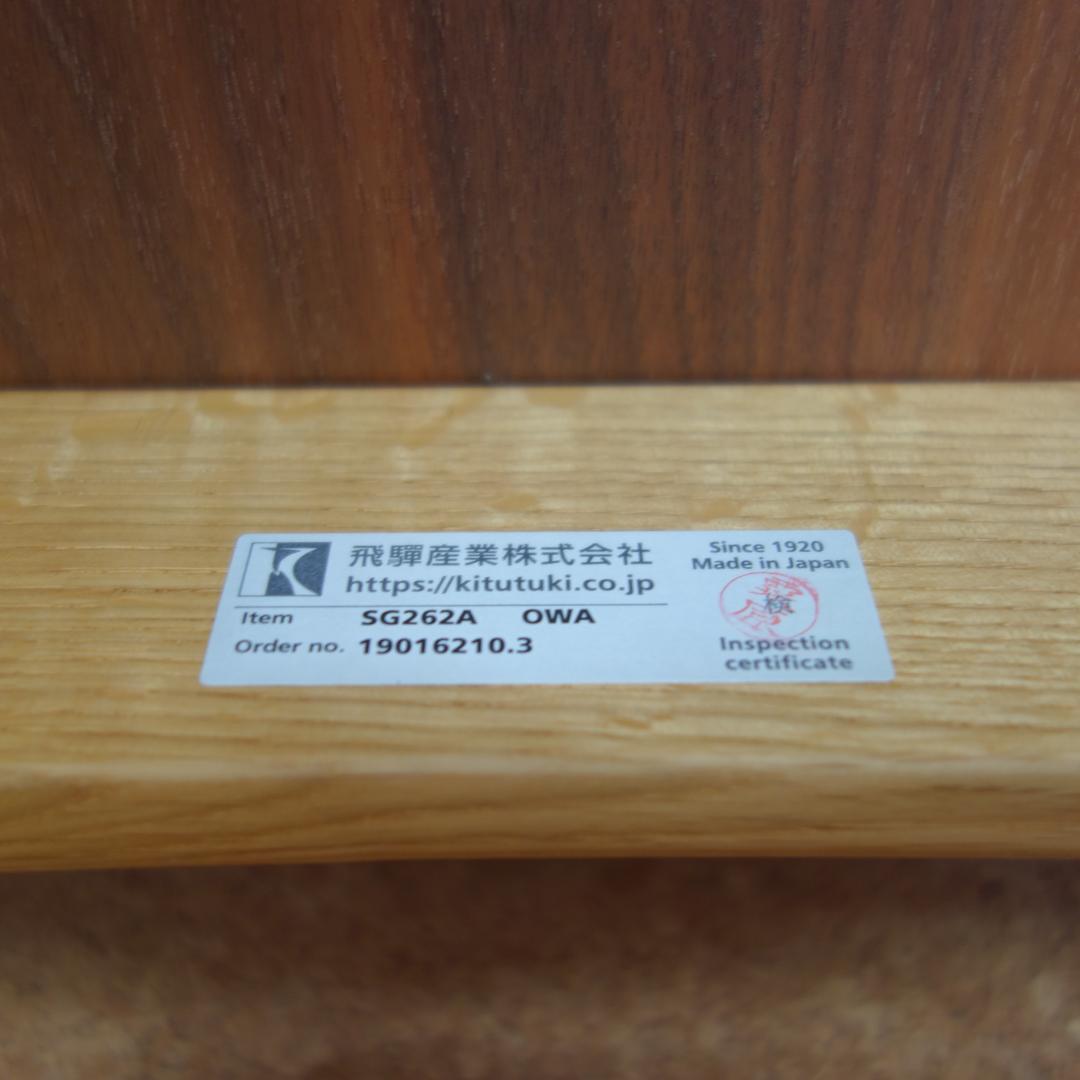 飛驒産業株式会社
https://kitutuki.co.jp
Item SG262A OWA
Order no. 19016210.3
Since 1920
Made in Japan
検
Inspection
certificate